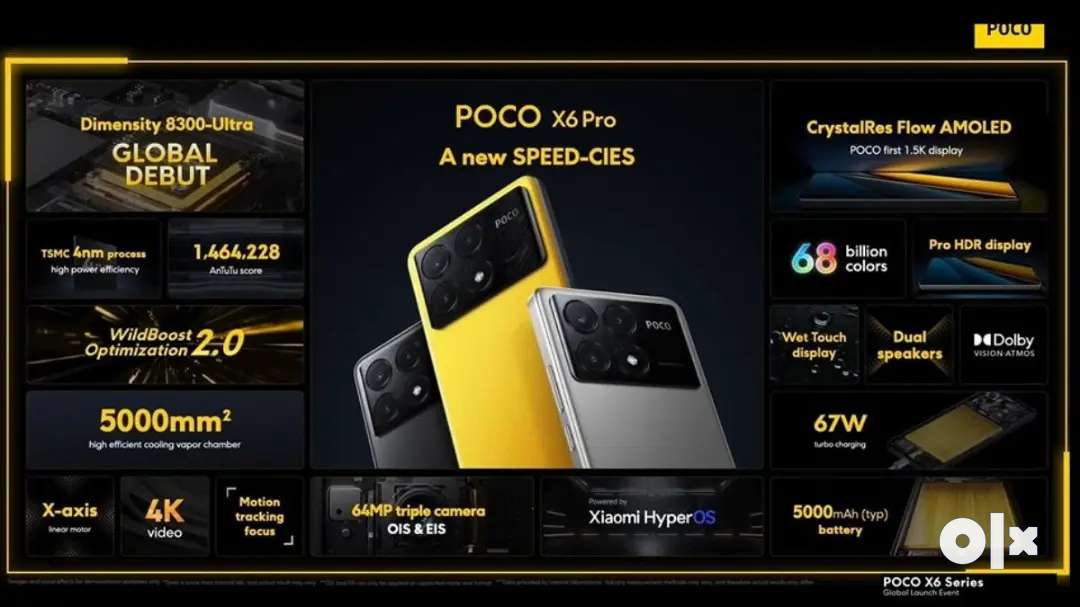 POCO
Dimensity 8300-Ultra
GLOBAL
DEBUT
TSMC 4nm process
high power efficiency
1,464,228
AnTuTu score
WildBoost
Optimization 2.0
5000mm²
high efficient cooling vapor chamber
X-axis
linear motor
4K
video
Motion
tracking
focus
POCO X6 Pro
A new SPEED-CIES
POCO
POCO
64MP triple camera
OIS & EIS
Powered by
Xiaomi HyperOS
CrystalRes Flow AMOLED
POCO first 1.5K display
68 billion
colors
Pro HDR display
Wet Touch
display
Dual
speakers
Dolby
VISION·ATMOS
67W
turbo charging
5000mAh (typ)
battery
olx
POCO X6 Series
Global Launch Event